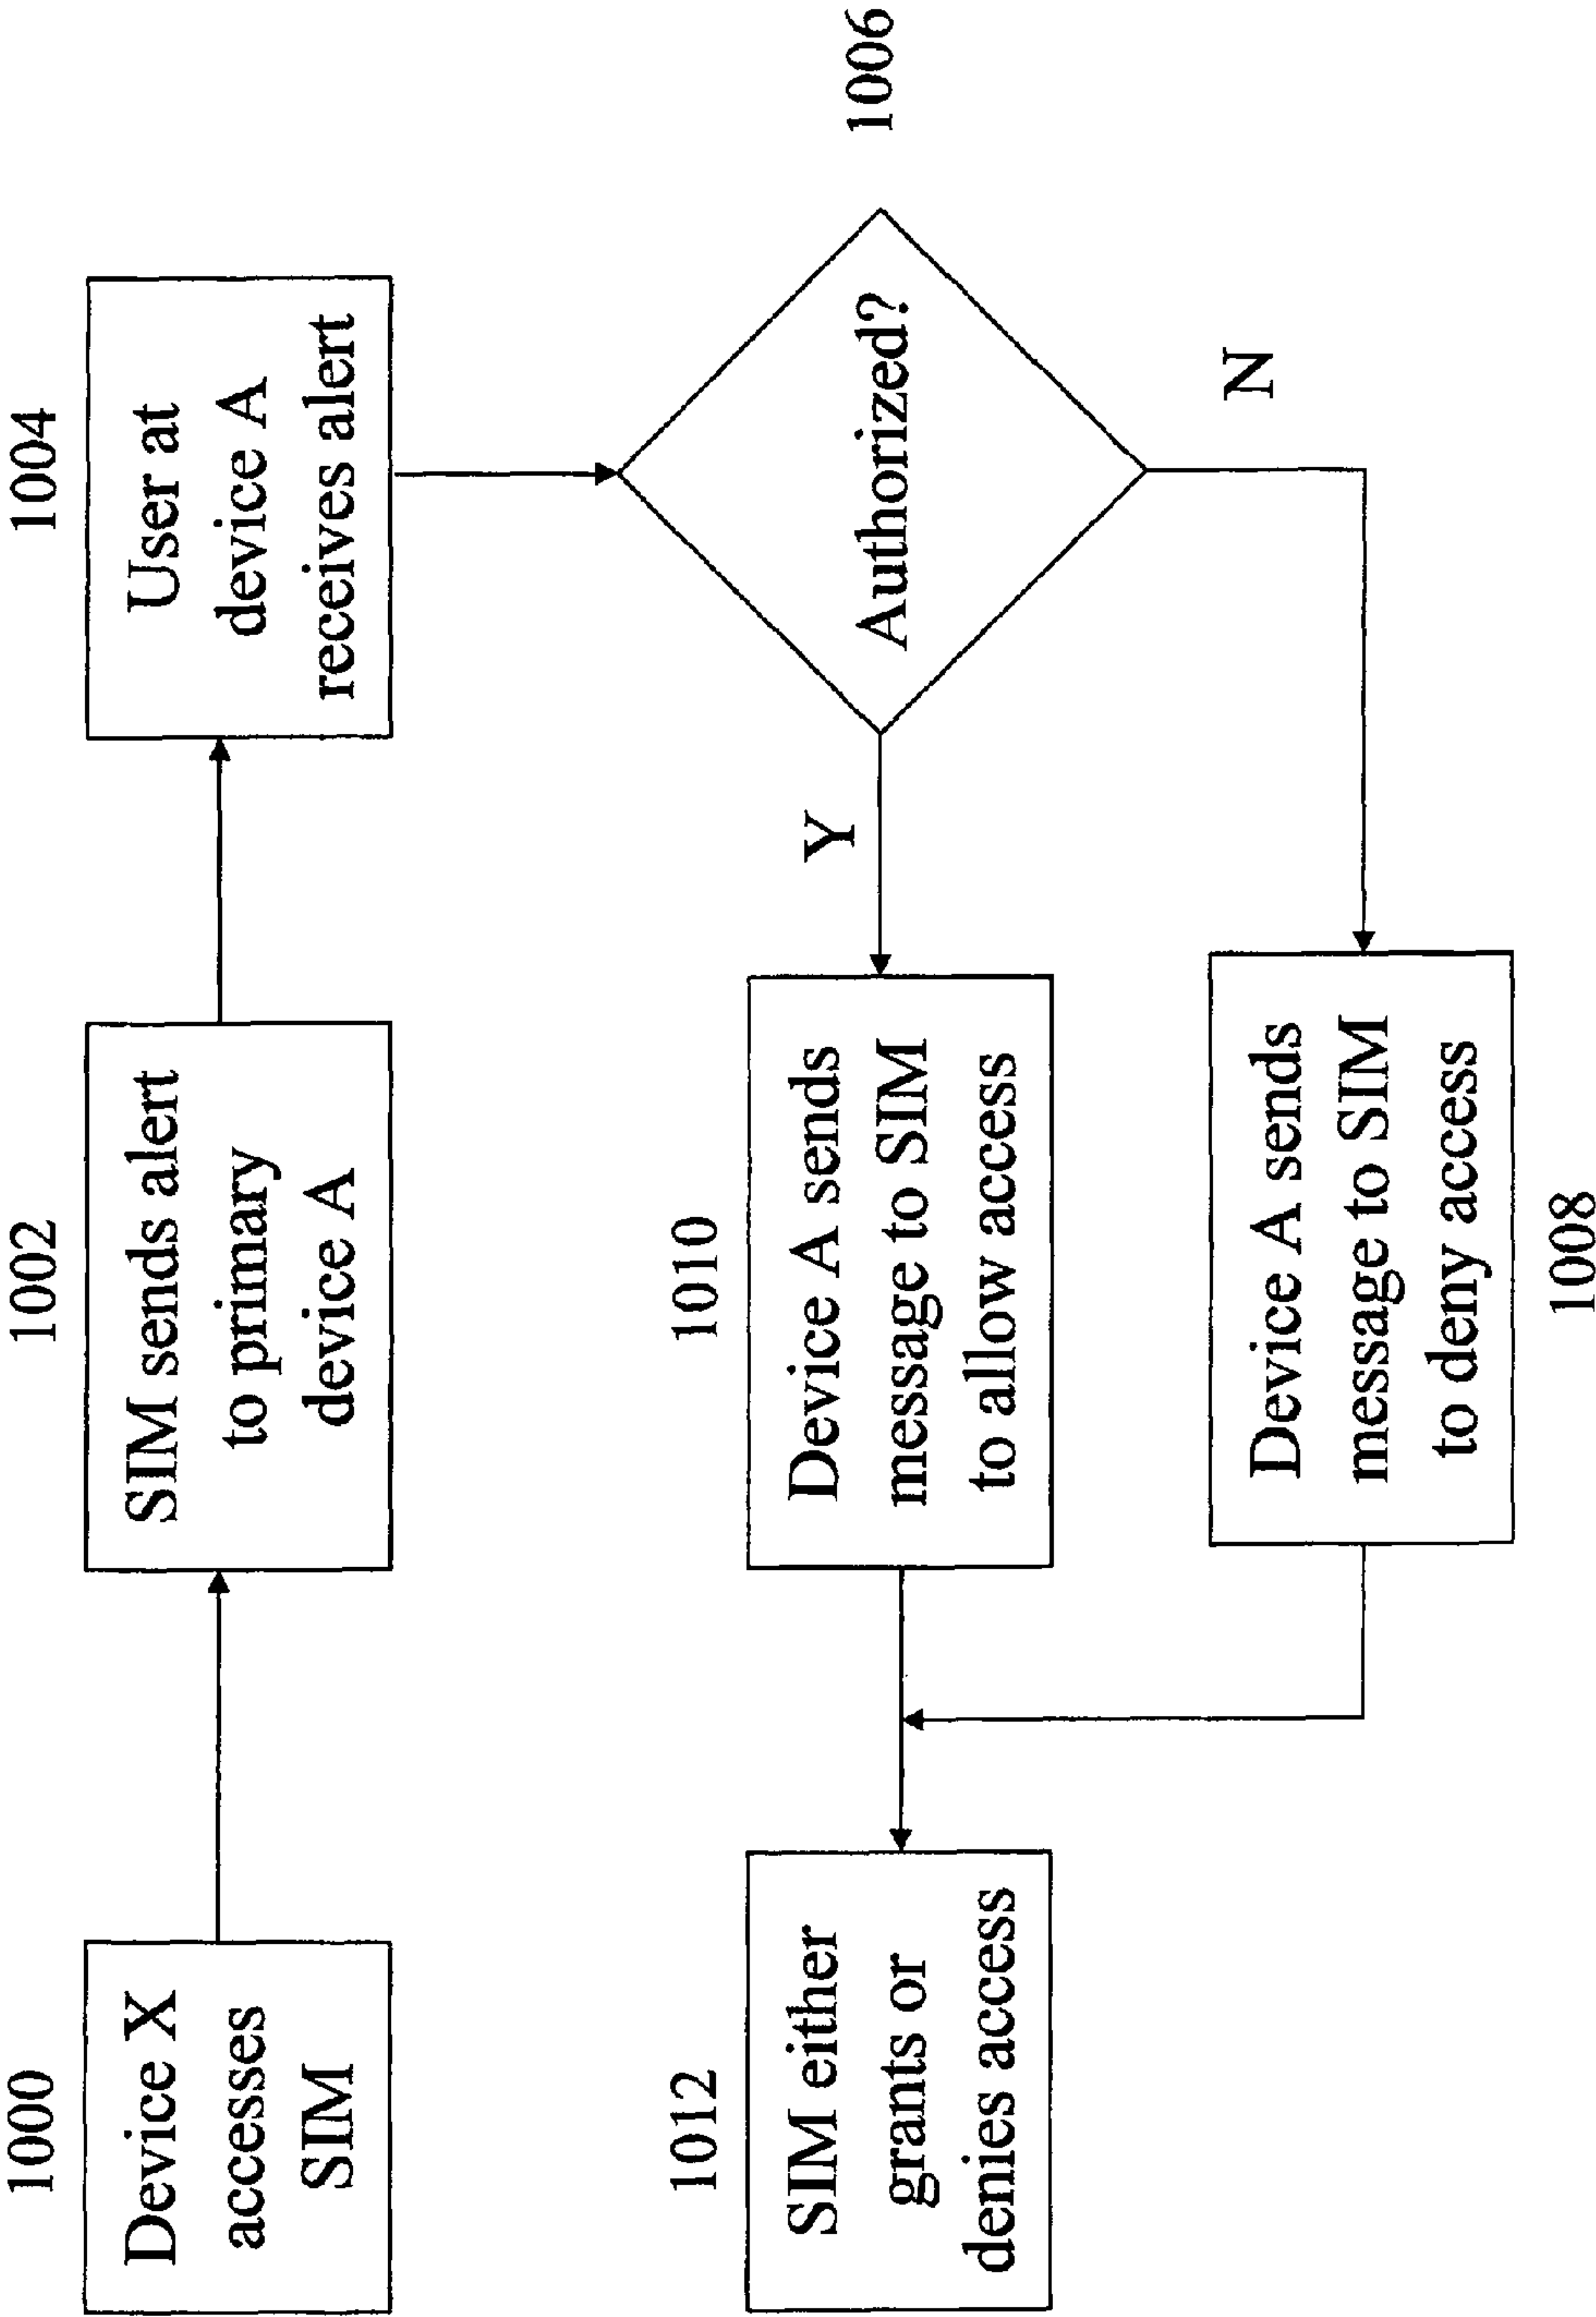 1000
Device X
accesses
SIM
1002
SIM sends alert
to primary
device A
1004
User at
device A
receives alert
Authorized?
1006
Y
N
1010
Device A sends
message to SIM
to allow access
Device A sends
message to SIM
to deny access
1008
1012
SIM either
grants or
denies access